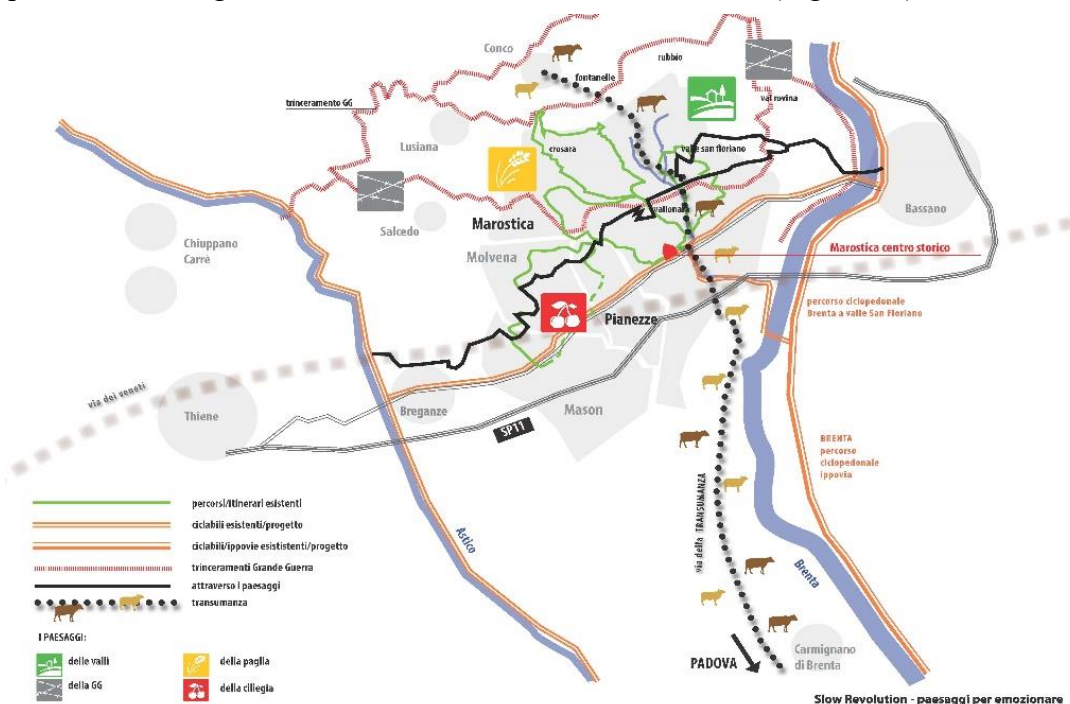 Conco
rubbio
fontanelle
val rovina
trinceramento GG
Lusiana
crosara
valle san floriano
vallonara
Bassano
Marostica
Salcedo
Chiuppano
Carrè
Molvena
Marostica centro storico
percorso ciclopedonale
Brenta a valle San Floriano
Pianezze
via dei veneti
Thiene
Breganze
Mason
SP11
BRENTA
percorso
ciclopedonale
ippovia
via della TRANSUMANZA
Astico
Brenta
percorsi/itinerari esistenti
ciclabili esistenti/progetto
ciclabili/ippovie esististenti/progetto
trinceramenti Grande Guerra
attraverso i paesaggi
transumanza
I PAESAGGI:
delle valli
della paglia
della GG
della ciliegia
PADOVA
Carmignano
di Brenta
Slow Revolution - paesaggi per emozionare